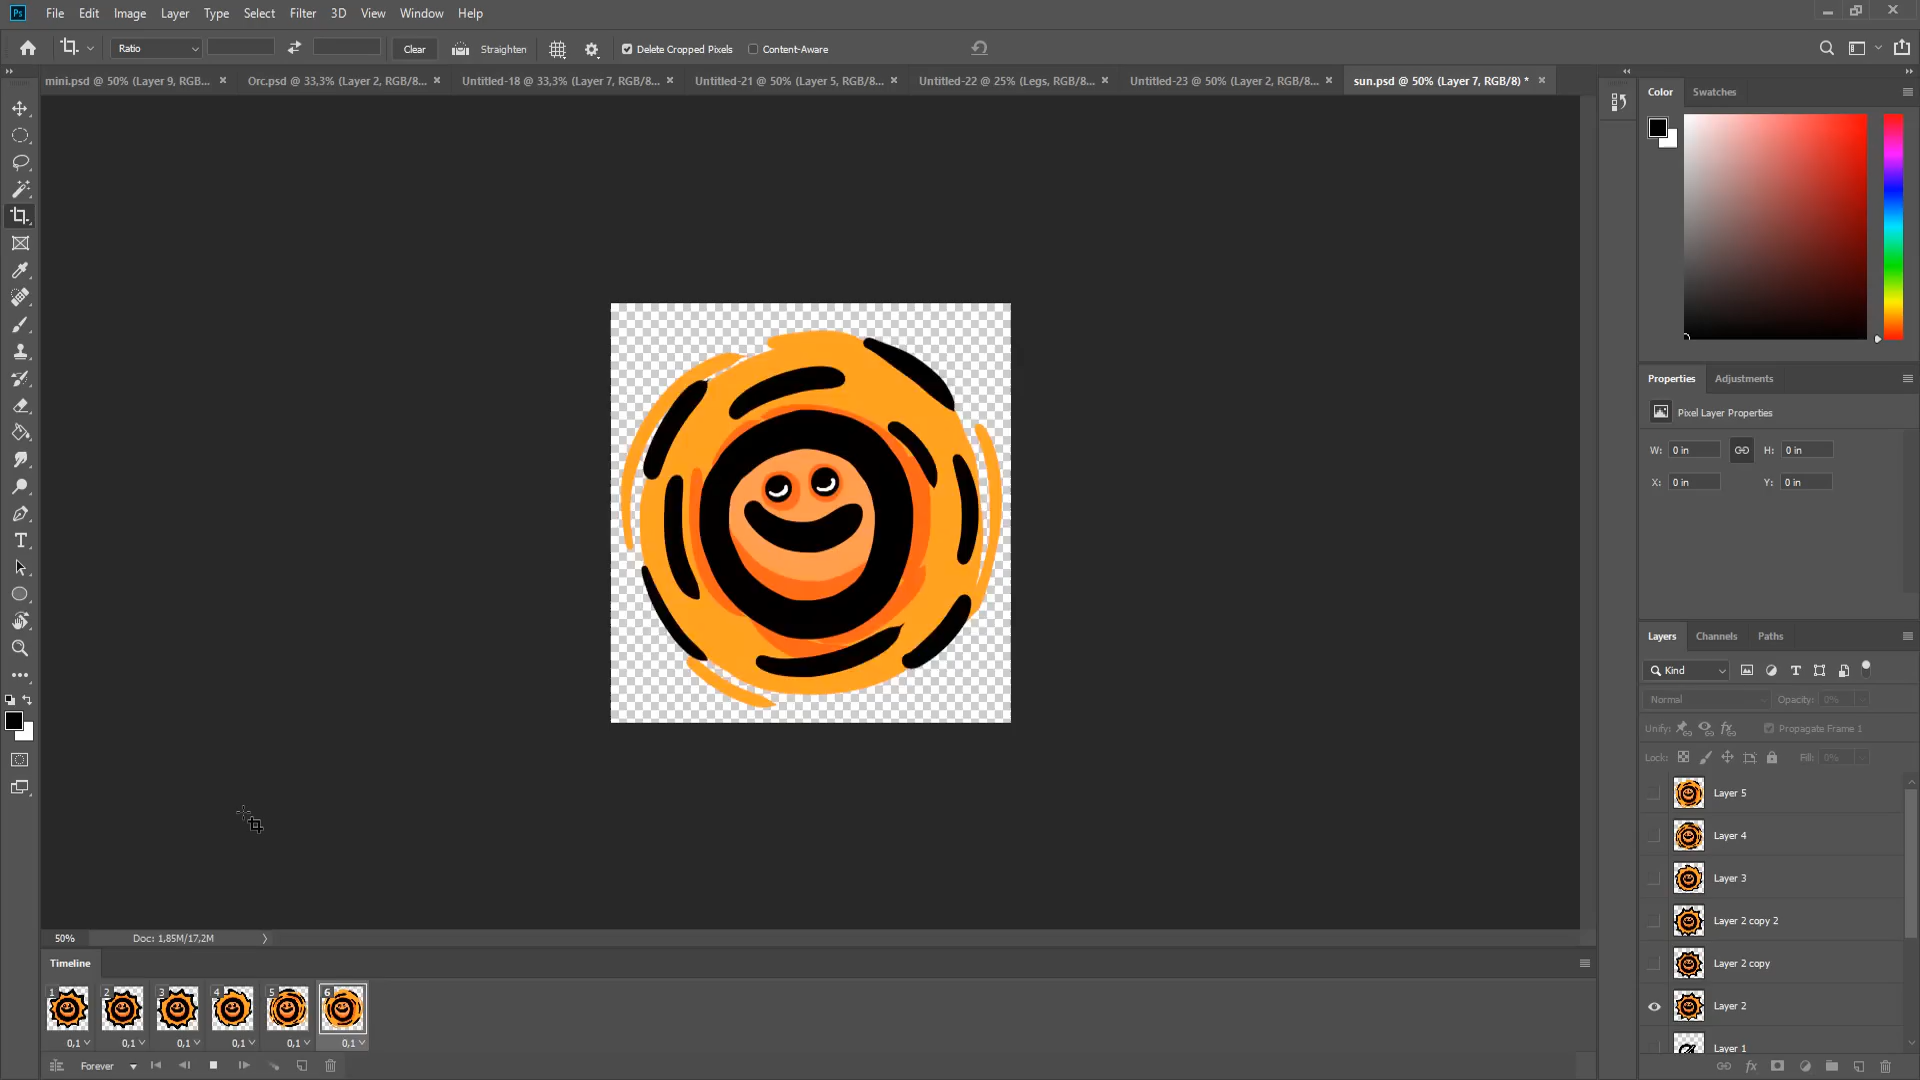 Ps File Edit Image Layer Type Select Filter 3D View Window Help
Ratio Clear Straighten Delete Cropped Pixels Content-Aware
mini.psd @ 50% (Layer 9, RGB/8... × Orc.psd @ 33,3% (Layer 2, RGB/8... × Untitled-18 @ 33,3% (Layer 7, RGB/8... × Untitled-21 @ 50% (Layer 5, RGB/8... × Untitled-22 @ 25% (Legs, RGB/8... × Untitled-23 @ 50% (Layer 2, RGB/8... × sun.psd @ 50% (Layer 7, RGB/8) * ×
Color Swatches
Properties Adjustments
Pixel Layer Properties
W: 0 in H: 0 in
X: 0 in Y: 0 in
Layers Channels Paths
Kind
Normal Opacity: 0%
Unify: Propagate Frame 1
Lock: Fill: 0%
Layer 5
Layer 4
Layer 3
Layer 2 copy 2
Layer 2 copy
Layer 2
Layer 1
50% Doc: 1,85M/17,2M
Timeline
1 2 3 4 5 6
0,1 0,1 0,1 0,1 0,1 0,1
Forever